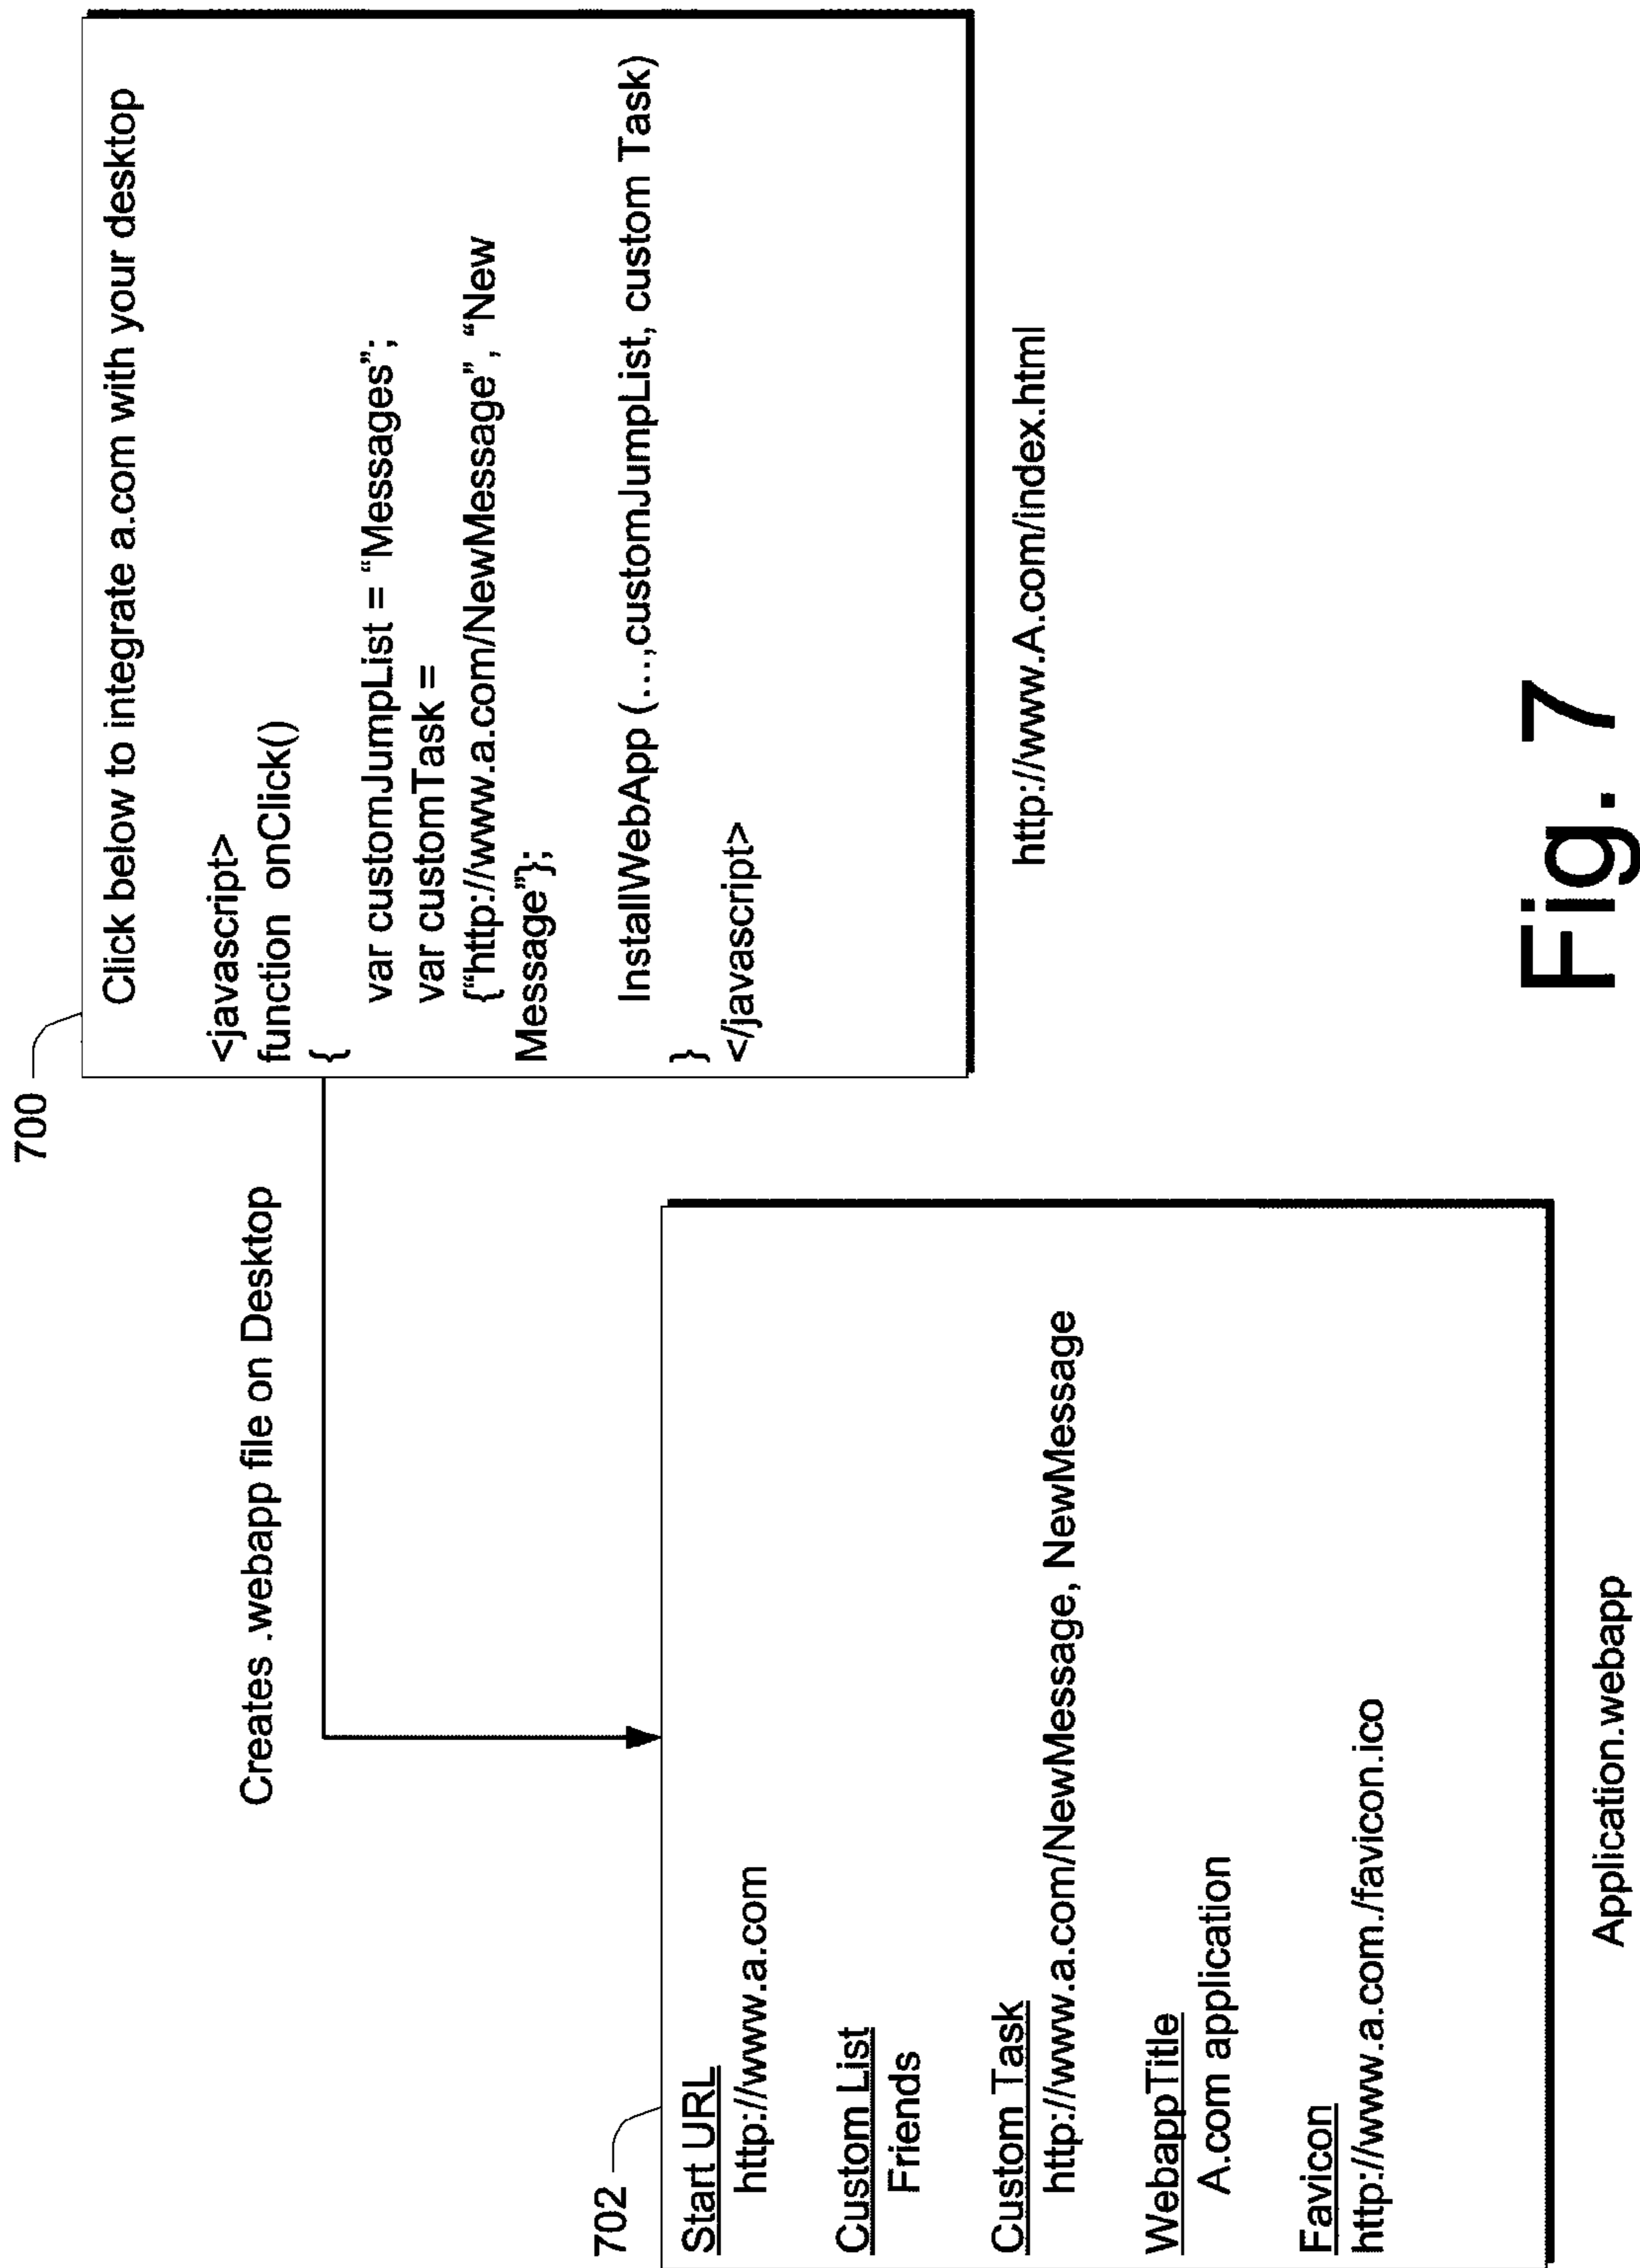 700
Click below to integrate a.com with your desktop
<javascript>
function onClick()
{
var customJumpList = “Messages”;
var customTask =
{“http://www.a.com/NewMessage”, “New
Message”};
InstallWebApp (...,customJumpList, custom Task)
}
</javascript>
http://www.A.com/index.html
Creates .webapp file on Desktop
702
Start URL
http://www.a.com
Custom List
Friends
Custom Task
http://www.a.com/NewMessage, NewMessage
WebappTitle
A.com application
Favicon
http://www.a.com./favicon.ico
Application.webapp
Fig. 7